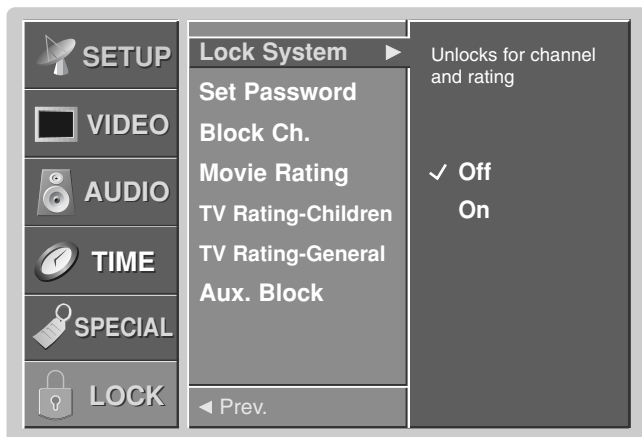 SETUP
VIDEO
AUDIO
TIME
SPECIAL
LOCK
Lock System ►
Set Password
Block Ch.
Movie Rating
TV Rating-Children
TV Rating-General
Aux. Block
◄ Prev.
Unlocks for channel
and rating
✓ Off
On